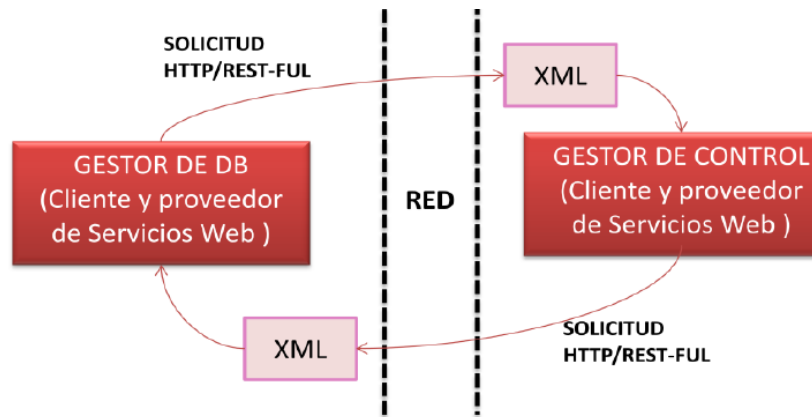 SOLICITUD
HTTP/REST-FUL
XML
GESTOR DE DB
(Cliente y proveedor
de Servicios Web )
RED
GESTOR DE CONTROL
(Cliente y proveedor
de Servicios Web )
XML
SOLICITUD
HTTP/REST-FUL